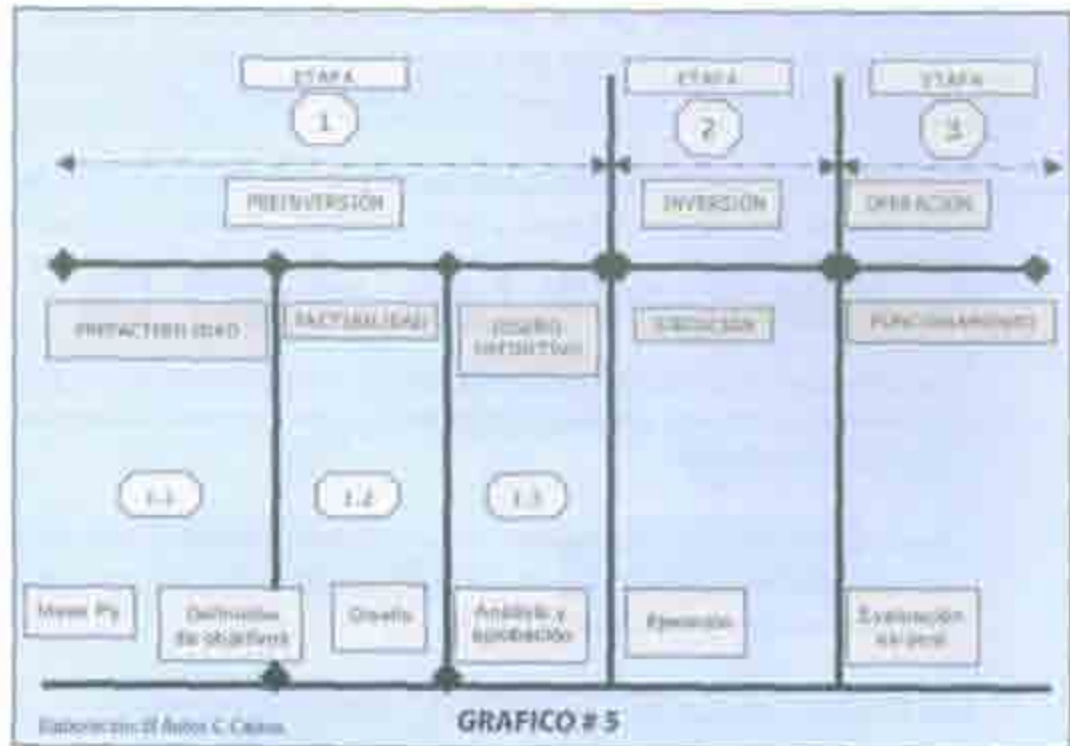 ETAPA
ETAPA
ETAPA
1
2
3
PREINVERSIÓN
INVERSIÓN
OPERACIÓN
PREFACTIBILIDAD
FACTIBILIDAD
DISEÑO
DEFINITIVO
EJECUCIÓN
FUNCIONAMIENTO
1.1
1.2
1.3
Definición
de objetivos
Diseño
Análisis y
aprobación
Ejecución
Evaluación
ex-post
GRAFICO # 5